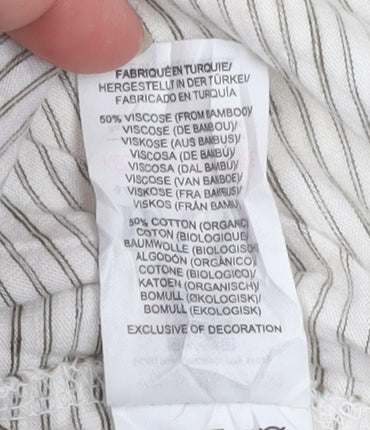 FABRIQUÉ EN TURQUIE/
HERGESTELLT IN DER TÜRKEI/
FABRICADO EN TURQUÍA
50% VISCOSE (FROM BAMBOO)/
VISCOSE (DE BAMBOU)/
VISKOSE (AUS BAMBUS)/
VISCOSA (DE BAMBÚ)/
VISCOSA (DAL BAMBÙ)/
VISCOSE (VAN BAMBOE)/
VISKOSE (FRA BAMBUS)/
VISKOS (FRÅN BAMBU)
50% COTTON (ORGANIC)/
COTON (BIOLOGIQUE)/
BAUMWOLLE (BIOLOGISCH)/
ALGODÓN (ORGÁNICO)/
COTONE (BIOLOGICO)/
KATOEN (ORGANISCH)/
BOMULL (ØKOLOGISK)/
BOMULL (EKOLOGISK)
EXCLUSIVE OF DECORATION